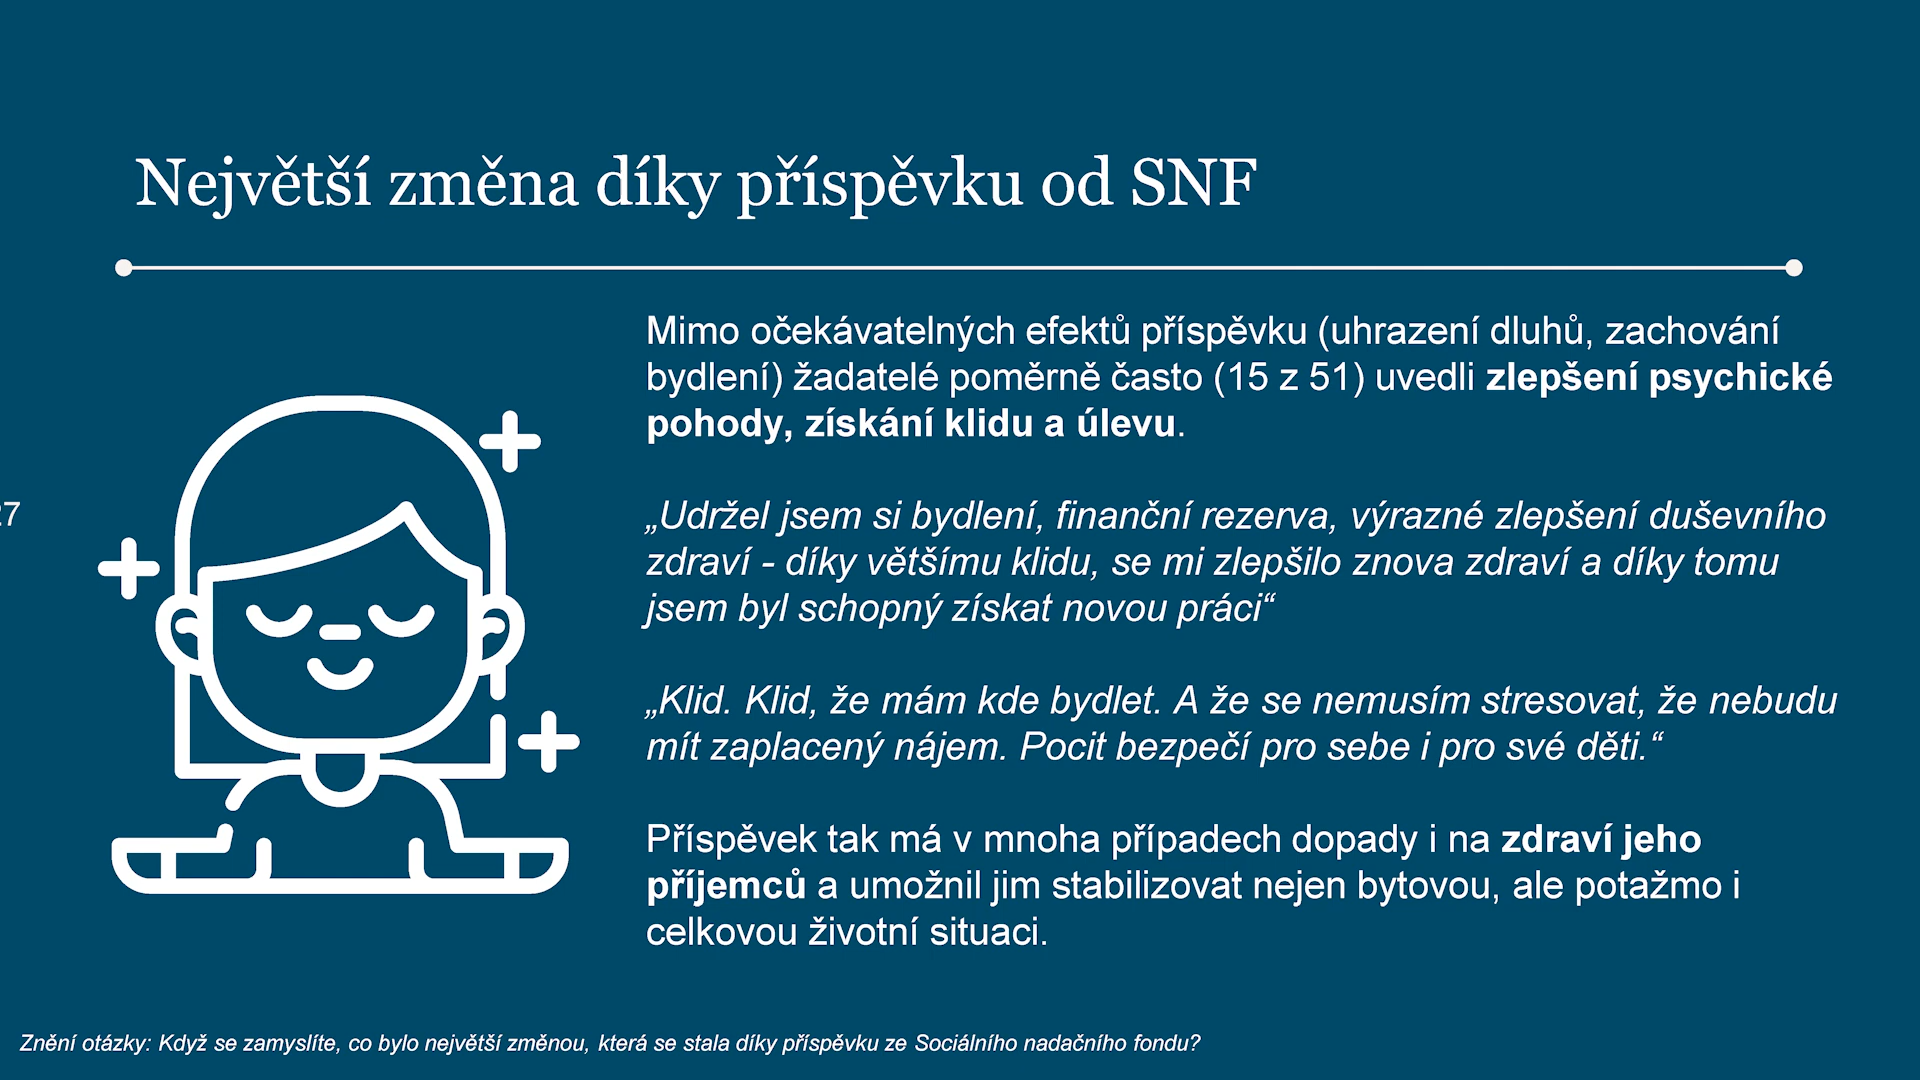 Největší změna díky příspěvku od SNF
Mimo očekávatelných efektů příspěvku (uhrazení dluhů, zachování
bydlení) žadatelé poměrně často (15 z 51) uvedli zlepšení psychické
pohody, získání klidu a úlevu.
„Udržel jsem si bydlení, finanční rezerva, výrazné zlepšení duševního
zdraví - díky většímu klidu, se mi zlepšilo znova zdraví a díky tomu
jsem byl schopný získat novou práci“
„Klid. Klid, že mám kde bydlet. A že se nemusím stresovat, že nebudu
mít zaplacený nájem. Pocit bezpečí pro sebe i pro své děti.“
Příspěvek tak má v mnoha případech dopady i na zdraví jeho
příjemců a umožnil jim stabilizovat nejen bytovou, ale potažmo i
celkovou životní situaci.
Znění otázky: Když se zamyslíte, co bylo největší změnou, která se stala díky příspěvku ze Sociálního nadačního fondu?